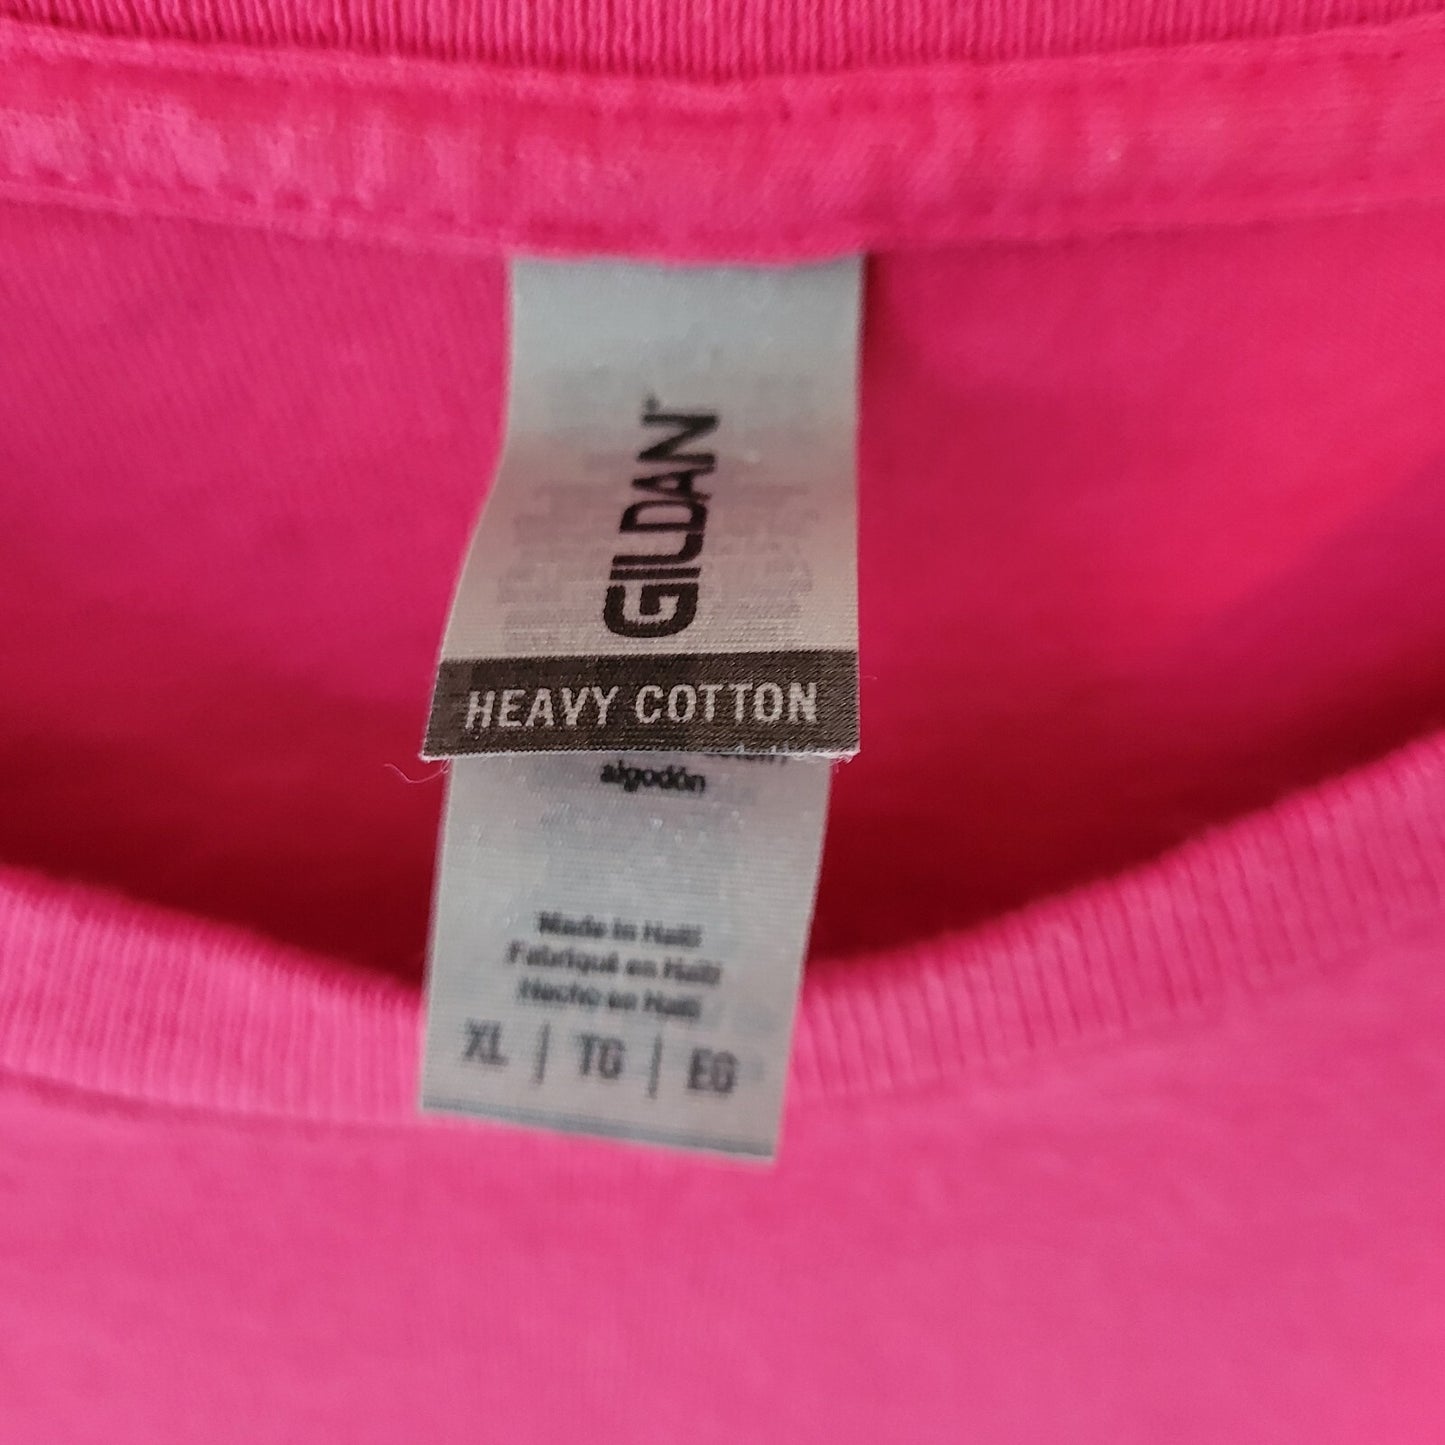 GILDAN
HEAVY COTTON
algodón
Made in Haiti
Fabriqué en Haïti
Hecho en Haití
XL | TG | EG